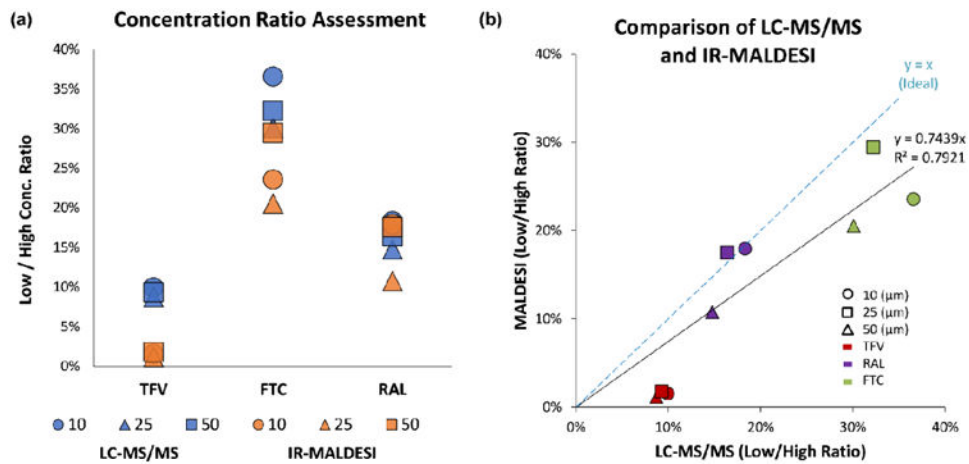 (a)
Concentration Ratio Assessment
Low / High Conc. Ratio
40%
35%
30%
25%
20%
15%
10%
5%
0%
TFV FTC RAL
10 25 50 10 25 50
LC-MS/MS IR-MALDESI
(b)
Comparison of LC-MS/MS
and IR-MALDESI
MALDESI (Low/High Ratio)
40%
30%
20%
10%
0%
y = x
(Ideal)
y = 0.7439x
R² = 0.7921
10 (μm)
25 (μm)
50 (μm)
TFV
RAL
FTC
0% 10% 20% 30% 40%
LC-MS/MS (Low/High Ratio)